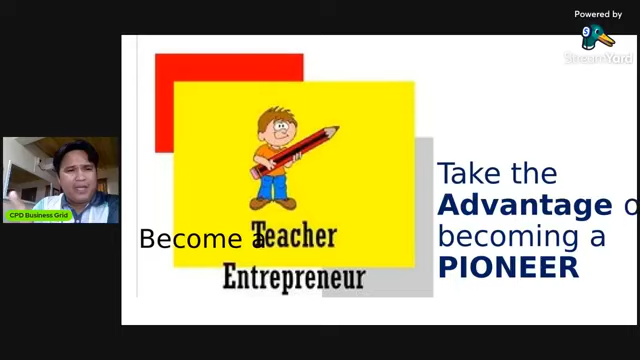 Powered by
StreamYard
CPD Business Grid
Become a
Teacher
Entrepreneur
Take the
Advantage o
becoming a
PIONEER